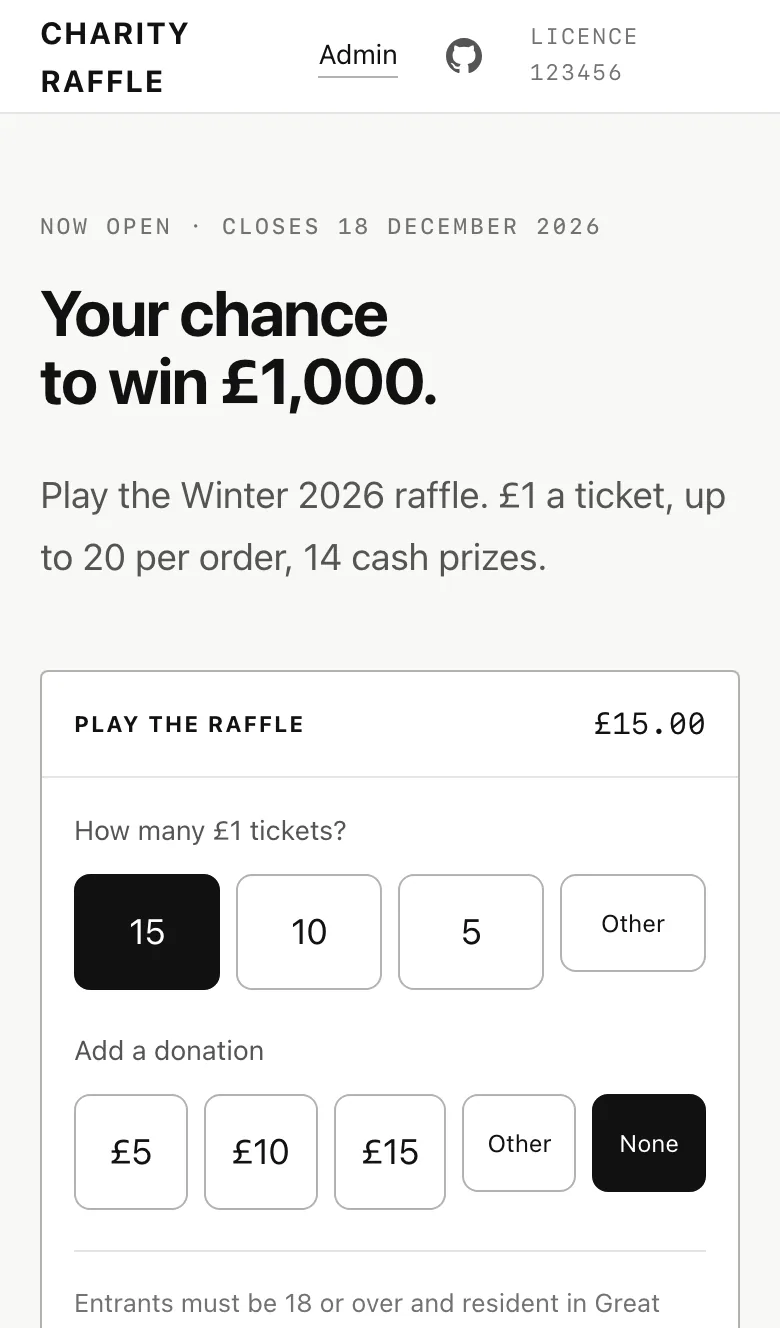 CHARITY
RAFFLE
Admin
LICENCE
123456
NOW OPEN · CLOSES 18 DECEMBER 2026
Your chance
to win £1,000.
Play the Winter 2026 raffle. £1 a ticket, up
to 20 per order, 14 cash prizes.
PLAY THE RAFFLE £15.00
How many £1 tickets?
15 10 5 Other
Add a donation
£5 £10 £15 Other None
Entrants must be 18 or over and resident in Great